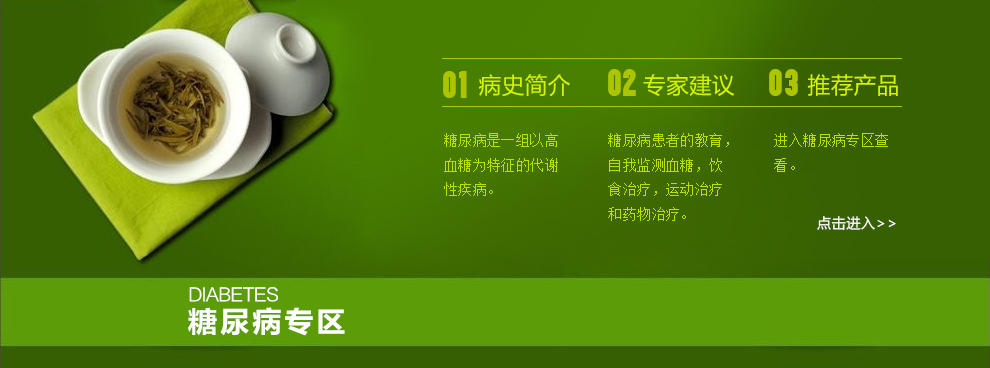 01 病史简介
02 专家建议
03 推荐产品
糖尿病是一组以高
血糖为特征的代谢
性疾病。
糖尿病患者的教育，
自我监测血糖，饮
食治疗，运动治疗
和药物治疗。
进入糖尿病专区查
看。
点击进入>>
DIABETES
糖尿病专区